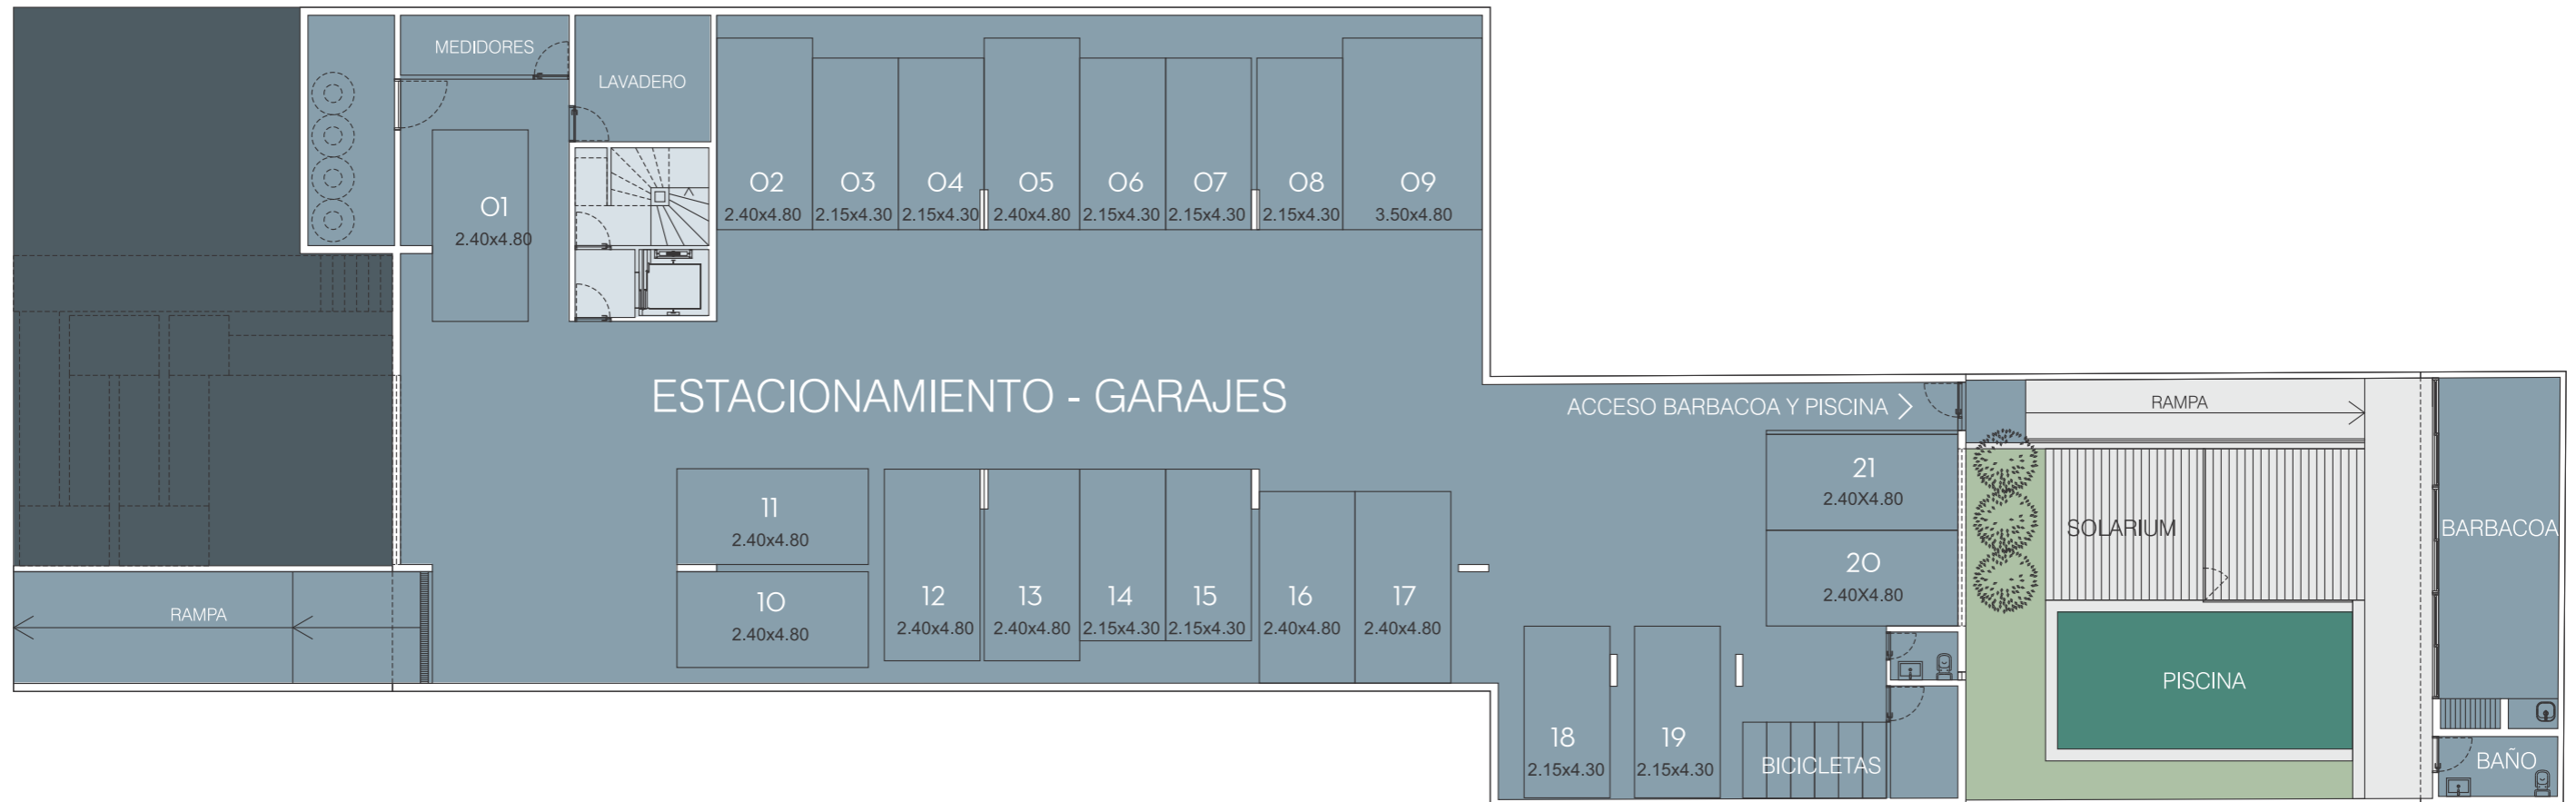 MEDIDORES
LAVADERO
01
2.40x4.80
02
2.40x4.80
03
2.15x4.30
04
2.15x4.30
05
2.40x4.80
06
2.15x4.30
07
2.15x4.30
08
2.15x4.30
09
3.50x4.80
ESTACIONAMIENTO - GARAJES
ACCESO BARBACOA Y PISCINA
RAMPA
11
2.40x4.80
10
2.40x4.80
12
2.40x4.80
13
2.40x4.80
14
2.15x4.30
15
2.15x4.30
16
2.40x4.80
17
2.40x4.80
21
2.40X4.80
20
2.40X4.80
SOLARIUM
BARBACOA
RAMPA
PISCINA
18
2.15x4.30
19
2.15x4.30
BICICLETAS
BAÑO